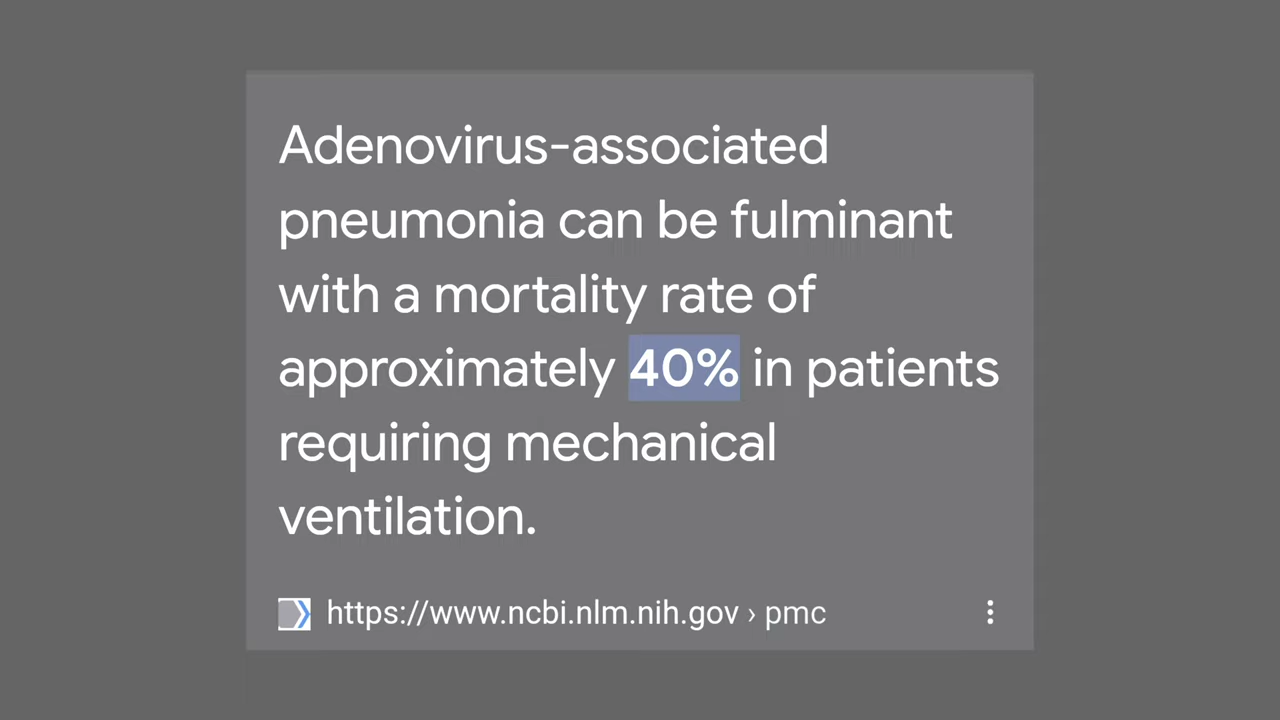 Adenovirus-associated
pneumonia can be fulminant
with a mortality rate of
approximately 40% in patients
requiring mechanical
ventilation.
https://www.ncbi.nlm.nih.gov › pmc